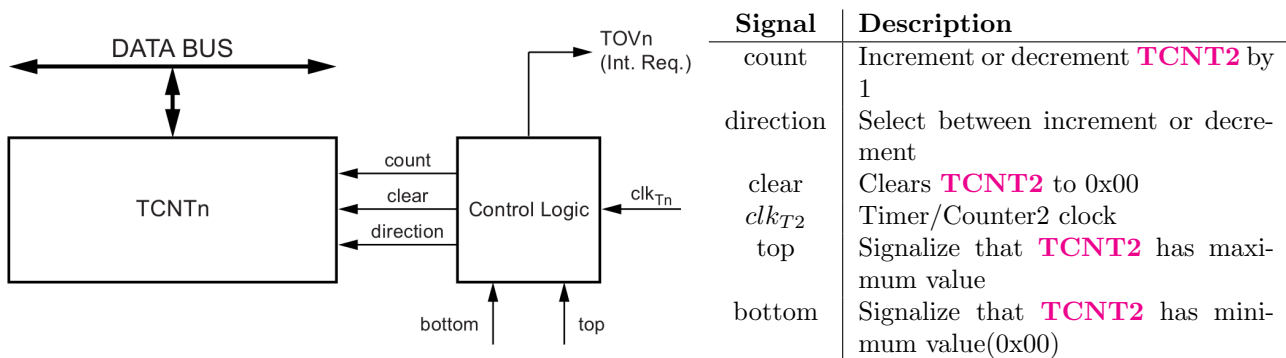 DATA BUS
TOVn
(Int. Req.)
TCNTn
count
clear
direction
Control Logic
clkTn
bottom
top
Signal Description
count Increment or decrement TCNT2 by
1
direction Select between increment or decre-
ment
clear Clears TCNT2 to 0x00
clkT2 Timer/Counter2 clock
top Signalize that TCNT2 has maxi-
mum value
bottom Signalize that TCNT2 has mini-
mum value(0x00)